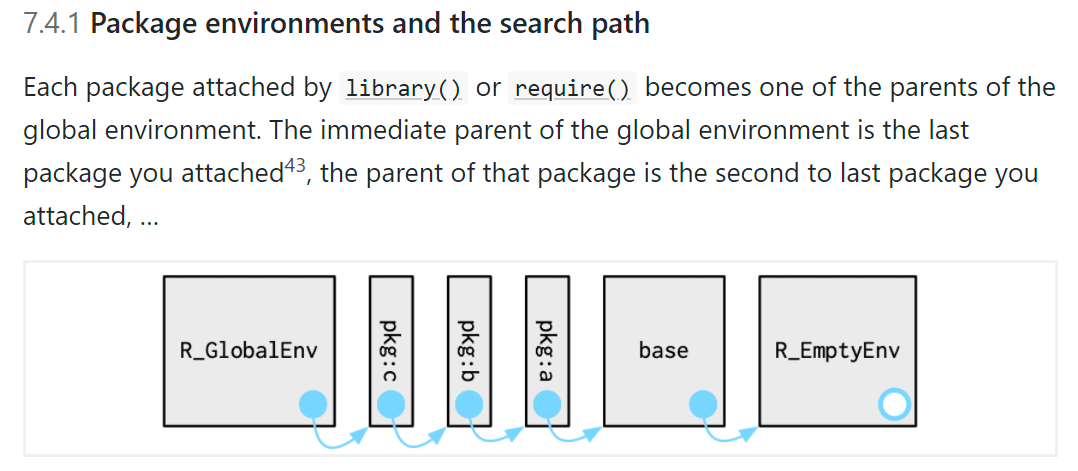 7.4.1 Package environments and the search path
Each package attached by library() or require() becomes one of the parents of the
global environment. The immediate parent of the global environment is the last
package you attached43, the parent of that package is the second to last package you
attached, …
R_GlobalEnv
pkg:c
pkg:b
pkg:a
base
R_EmptyEnv